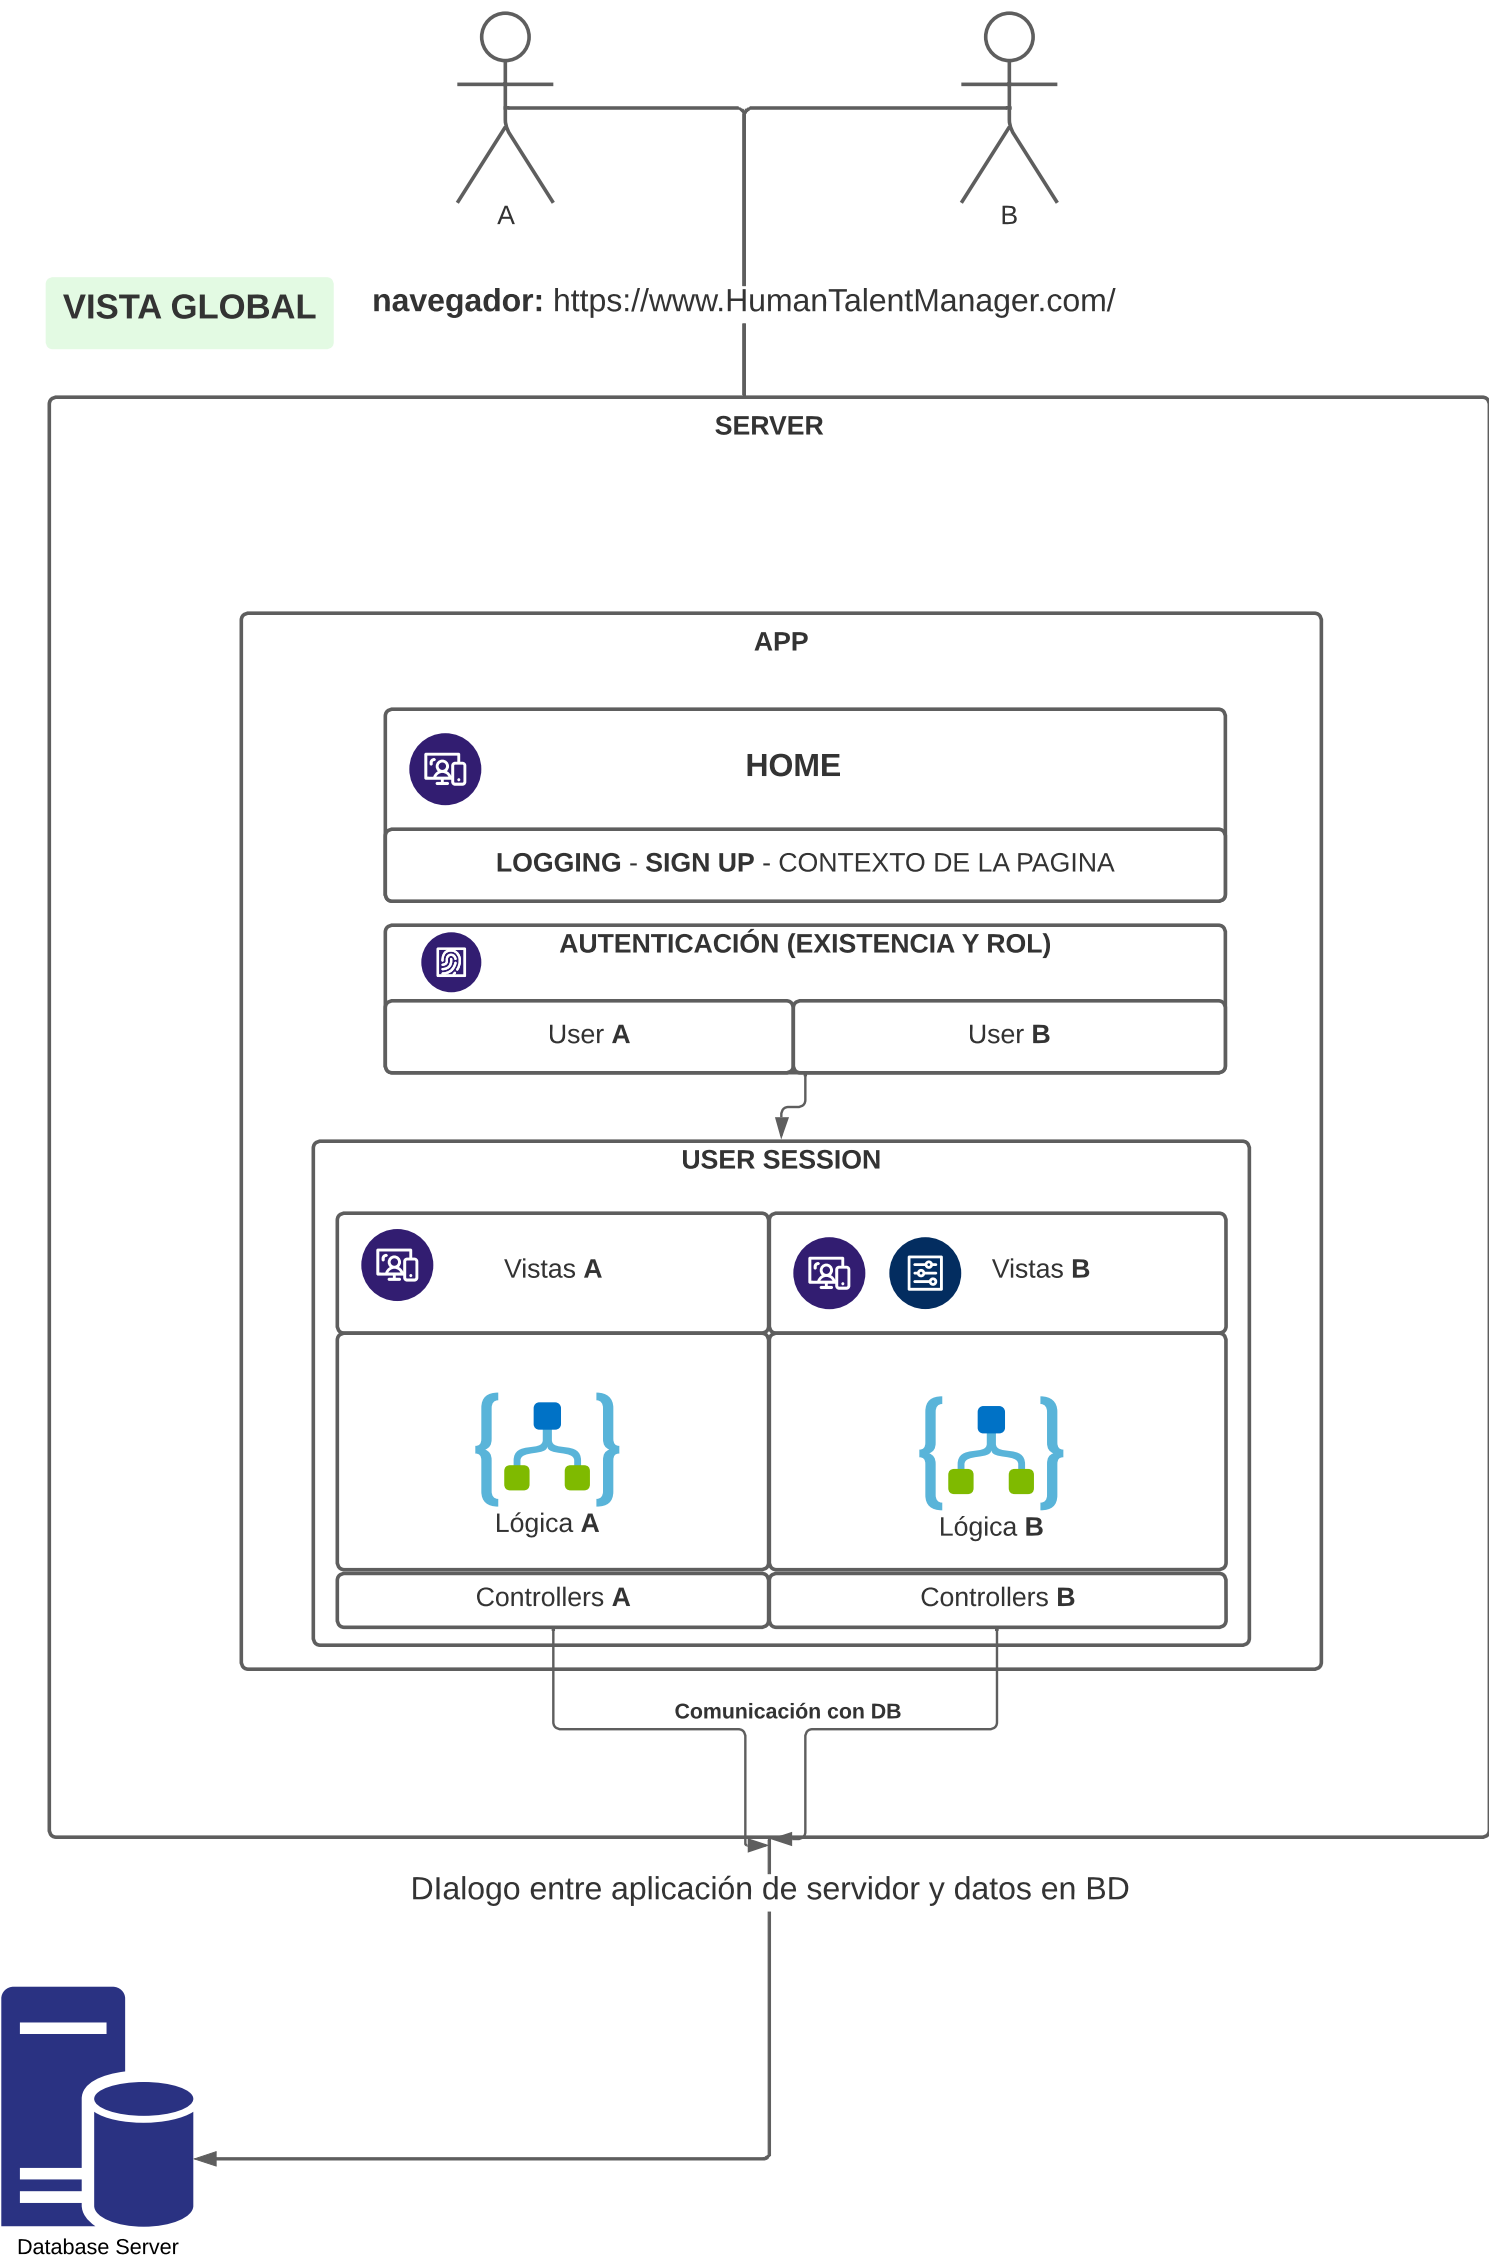 A
B
VISTA GLOBAL
navegador: https://www.HumanTalentManager.com/
SERVER
APP
HOME
LOGGING - SIGN UP - CONTEXTO DE LA PAGINA
AUTENTICACIÓN (EXISTENCIA Y ROL)
User A
User B
USER SESSION
Vistas A
Vistas B
Lógica A
Lógica B
Controllers A
Controllers B
Comunicación con DB
DIalogo entre aplicación de servidor y datos en BD
Database Server